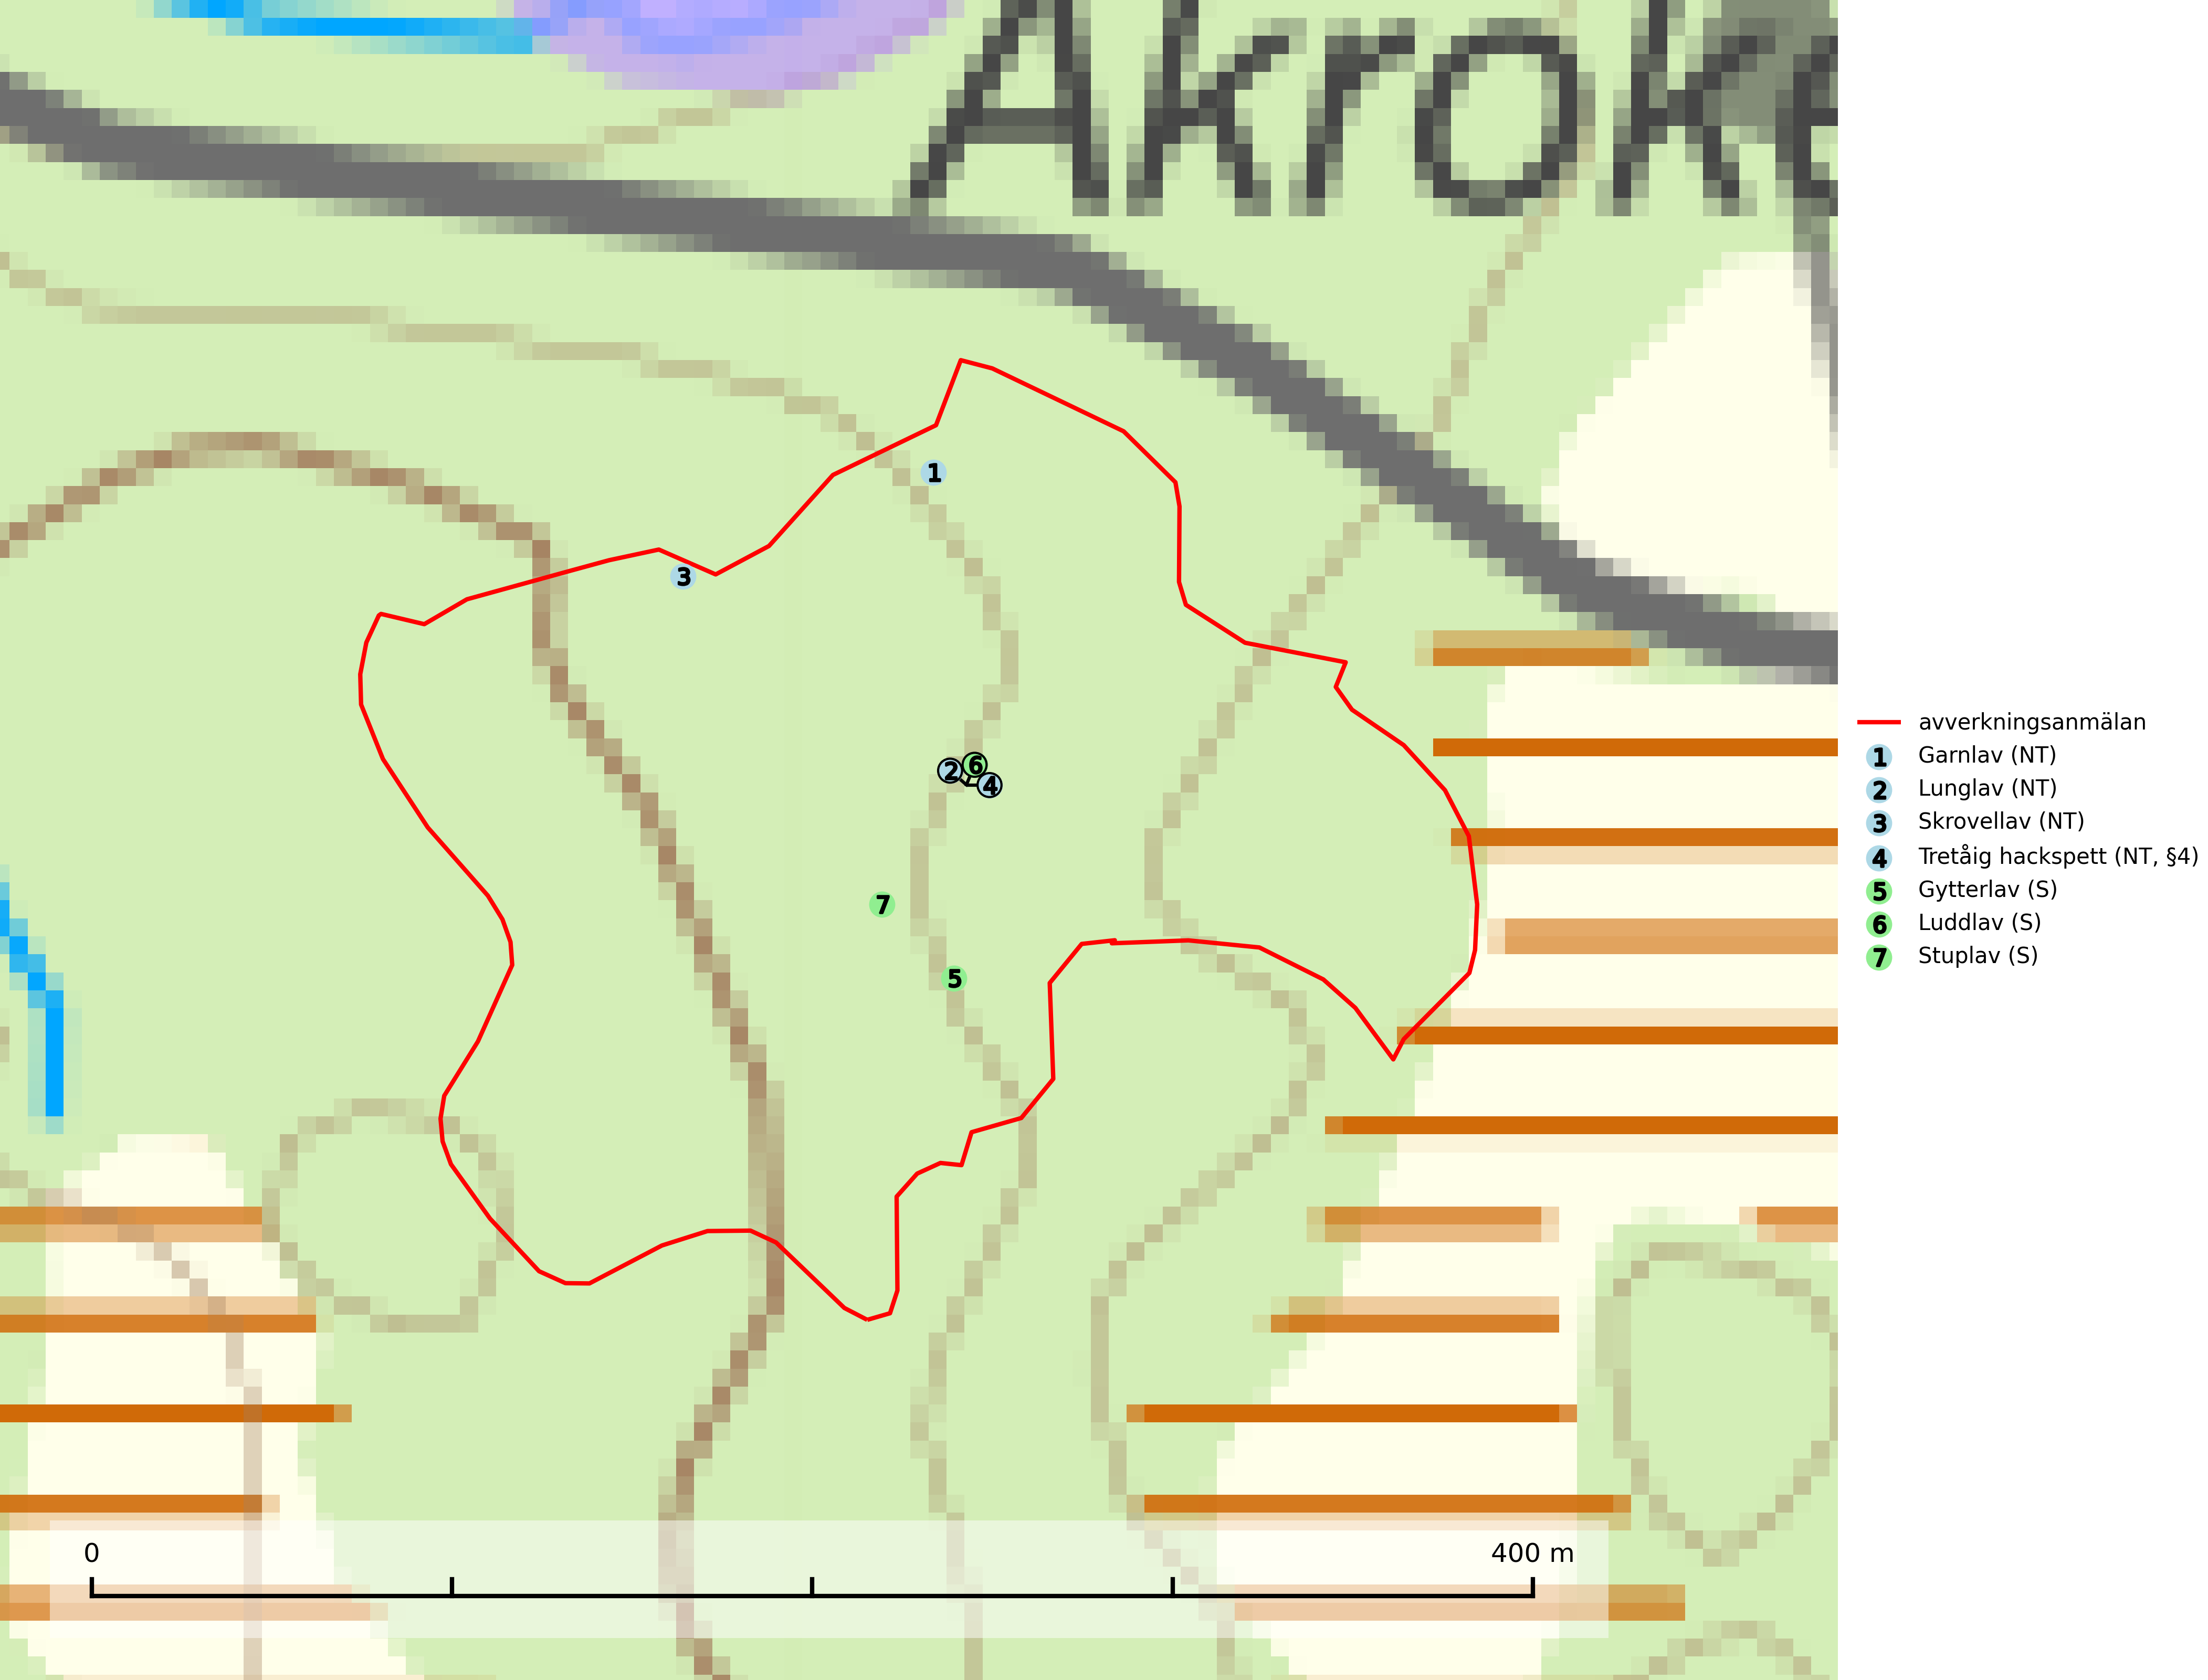 Akrok
1
3
2
6
4
7
5
avverkningsanmälan
1 Garnlav (NT)
2 Lunglav (NT)
3 Skrovellav (NT)
4 Tretåig hackspett (NT, §4)
5 Gytterlav (S)
6 Luddlav (S)
7 Stuplav (S)
0 400 m